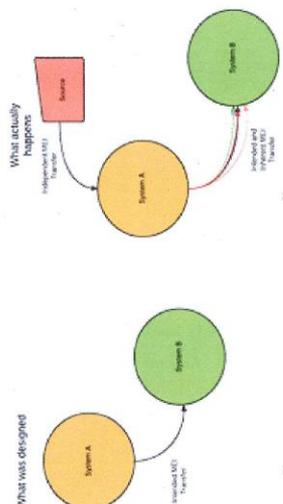 What was designed
System A
Intended MEI
Transfer
System B
What actually
happens
Source
Independent MEI
Transfer
System A
System B
Intended and
Inherent MEI
Transfer